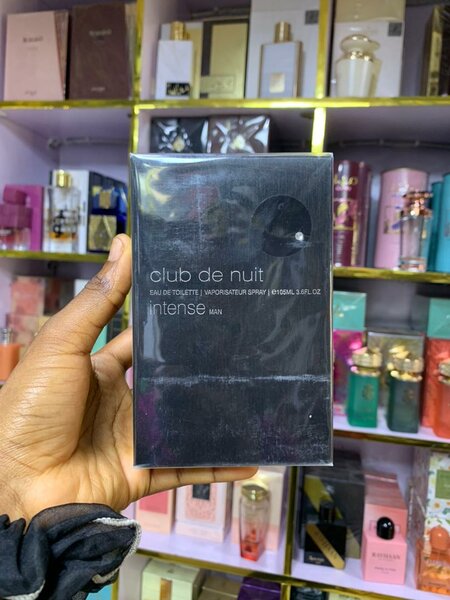 club de nuit
EAU DE TOILETTE | VAPORISATEUR SPRAY | ℮105ML 3.6FL.OZ
intense MAN